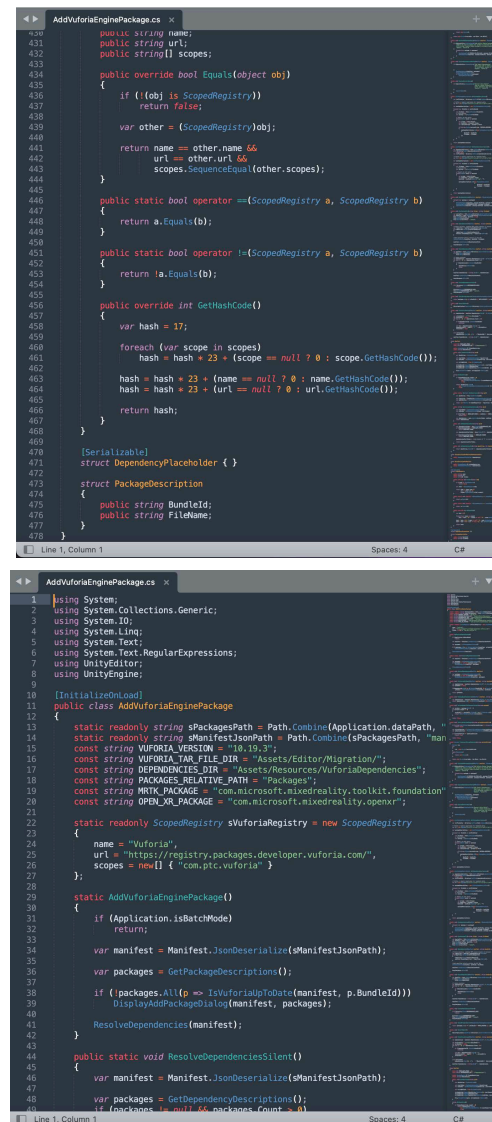 AddVuforiaEnginePackage.cs ×
430 public string name;
431 public string url;
432 public string[] scopes;
433
434 public override bool Equals(object obj)
435 {
436 if (!(obj is ScopedRegistry))
437 return false;
438
439 var other = (ScopedRegistry)obj;
440
441 return name == other.name &&
442 url == other.url &&
443 scopes.SequenceEqual(other.scopes);
444 }
445
446 public static bool operator ==(ScopedRegistry a, ScopedRegistry b)
447 {
448 return a.Equals(b);
449 }
450
451 public static bool operator !=(ScopedRegistry a, ScopedRegistry b)
452 {
453 return !a.Equals(b);
454 }
455
456 public override int GetHashCode()
457 {
458 var hash = 17;
459
460 foreach (var scope in scopes)
461 hash = hash * 23 + (scope == null ? 0 : scope.GetHashCode());
462
463 hash = hash * 23 + (name == null ? 0 : name.GetHashCode());
464 hash = hash * 23 + (url == null ? 0 : url.GetHashCode());
465
466 return hash;
467 }
468 }
469
470 [Serializable]
471 struct DependencyPlaceholder { }
472
473 struct PackageDescription
474 {
475 public string BundleId;
476 public string FileName;
477 }
478 }
Line 1, Column 1 Spaces: 4 C#
AddVuforiaEnginePackage.cs ×
1 using System;
2 using System.Collections.Generic;
3 using System.IO;
4 using System.Linq;
5 using System.Text;
6 using System.Text.RegularExpressions;
7 using UnityEditor;
8 using UnityEngine;
9
10 [InitializeOnLoad]
11 public class AddVuforiaEnginePackage
12 {
13 static readonly string sPackagesPath = Path.Combine(Application.dataPath, "
14 static readonly string sManifestJsonPath = Path.Combine(sPackagesPath, "man
15 const string VUFORIA_VERSION = "10.19.3";
16 const string VUFORIA_TAR_FILE_DIR = "Assets/Editor/Migration/";
17 const string DEPENDENCIES_DIR = "Assets/Resources/VuforiaDependencies";
18 const string PACKAGES_RELATIVE_PATH = "Packages";
19 const string MRTK_PACKAGE = "com.microsoft.mixedreality.toolkit.foundation"
20 const string OPEN_XR_PACKAGE = "com.microsoft.mixedreality.openxr";
21
22 static readonly ScopedRegistry sVuforiaRegistry = new ScopedRegistry
23 {
24 name = "Vuforia",
25 url = "https://registry.packages.developer.vuforia.com/",
26 scopes = new[] { "com.ptc.vuforia" }
27 };
28
29 static AddVuforiaEnginePackage()
30 {
31 if (Application.isBatchMode)
32 return;
33
34 var manifest = Manifest.JsonDeserialize(sManifestJsonPath);
35
36 var packages = GetPackageDescriptions();
37
38 if (!packages.All(p => IsVuforiaUpToDate(manifest, p.BundleId)))
39 DisplayAddPackageDialog(manifest, packages);
40
41 ResolveDependencies(manifest);
42 }
43
44 public static void ResolveDependenciesSilent()
45 {
46 var manifest = Manifest.JsonDeserialize(sManifestJsonPath);
47
48 var packages = GetDependencyDescriptions();
49 if (packages != null && packages.Count > 0)
Line 1, Column 1 Spaces: 4 C#